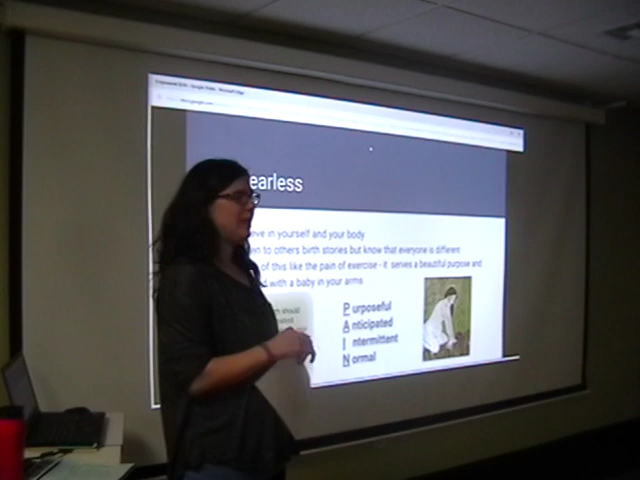 earless
eve in yourself and your body
en to others birth stories but know that everyone is different
of this like the pain of exercise - it serves a beautiful purpose and
with a baby in your arms
should
Purposeful
Anticipated
Intermittent
Normal